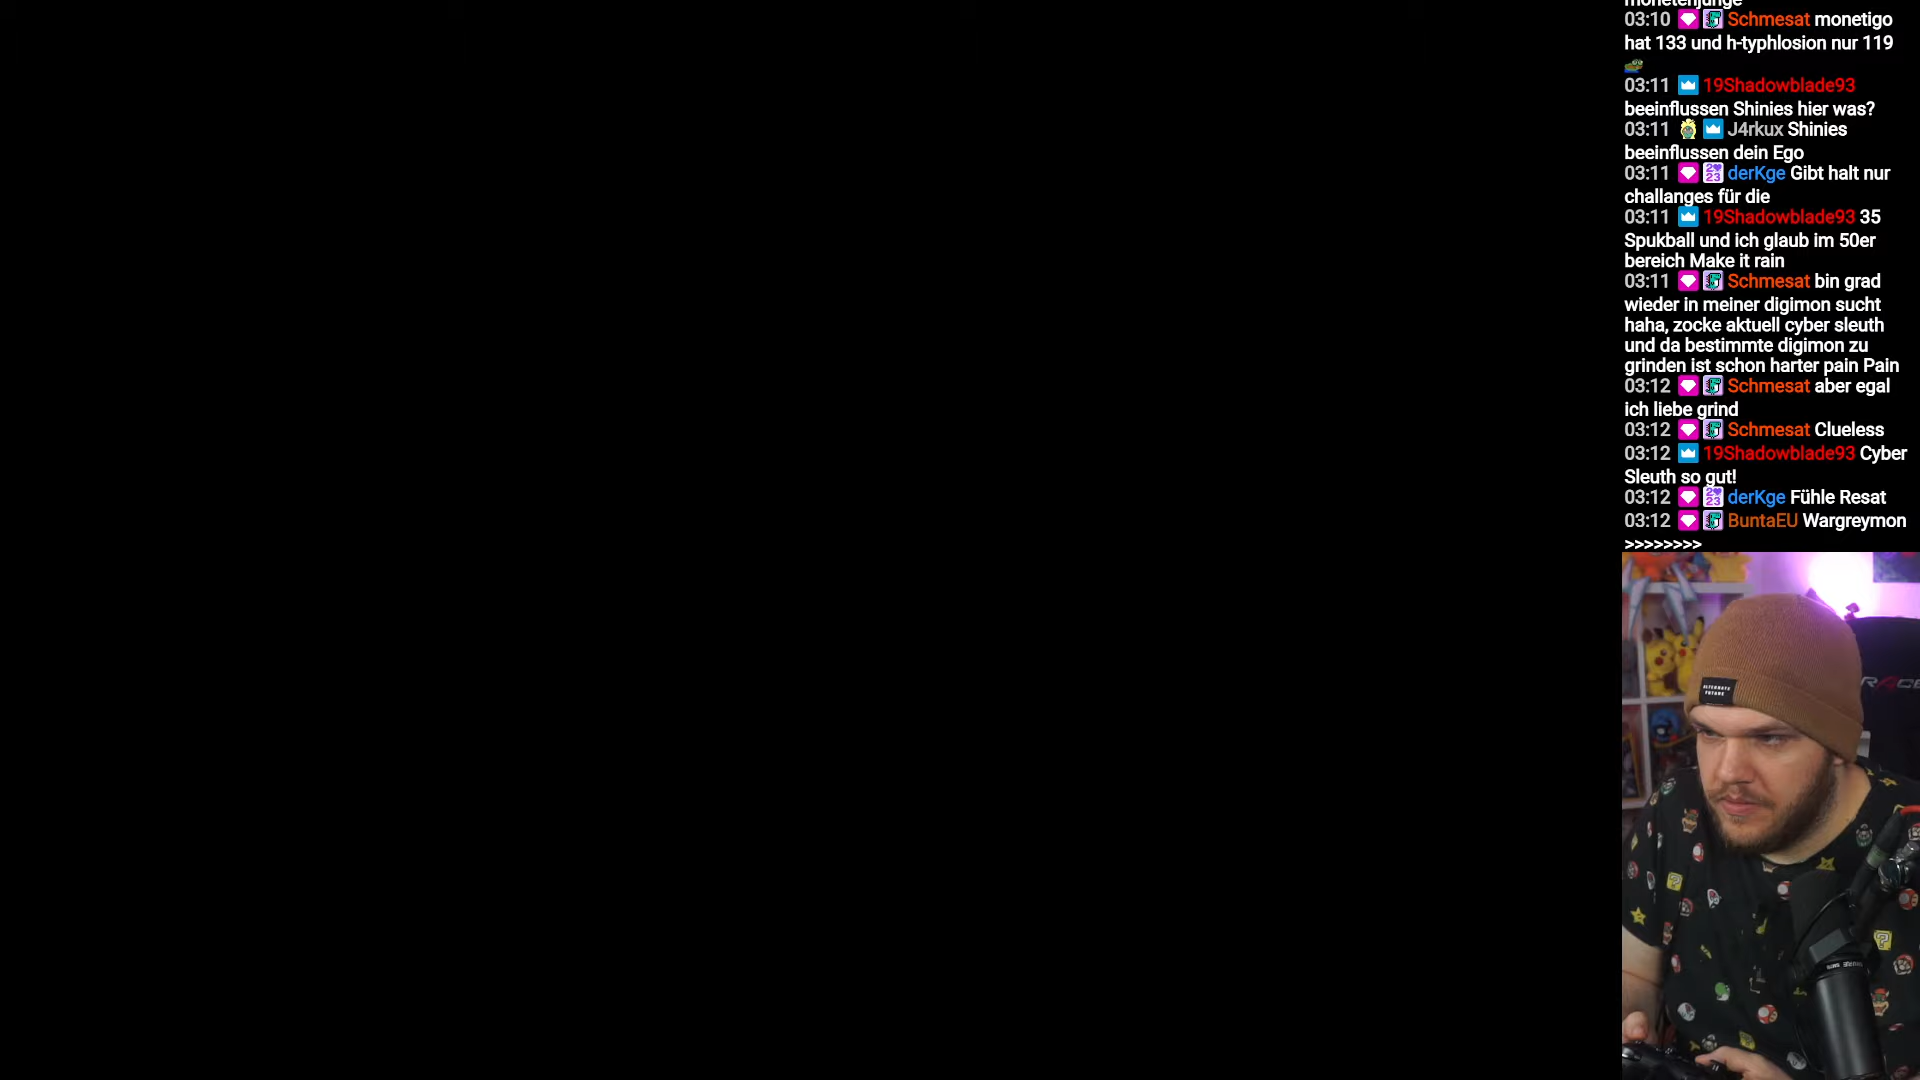 monetenjunge
03:10 Schmesat monetigo
hat 133 und h-typhlosion nur 119
03:11 19Shadowblade93
beeinflussen Shinies hier was?
03:11 J4rkux Shinies
beeinflussen dein Ego
03:11 derKge Gibt halt nur
challanges für die
03:11 19Shadowblade93 35
Spukball und ich glaub im 50er
bereich Make it rain
03:11 Schmesat bin grad
wieder in meiner digimon sucht
haha, zocke aktuell cyber sleuth
und da bestimmte digimon zu
grinden ist schon harter pain Pain
03:12 Schmesat aber egal
ich liebe grind
03:12 Schmesat Clueless
03:12 19Shadowblade93 Cyber
Sleuth so gut!
03:12 derKge Fühle Resat
03:12 BuntaEU Wargreymon
>>>>>>>>
ALTERNATE
FUTURE
RACE